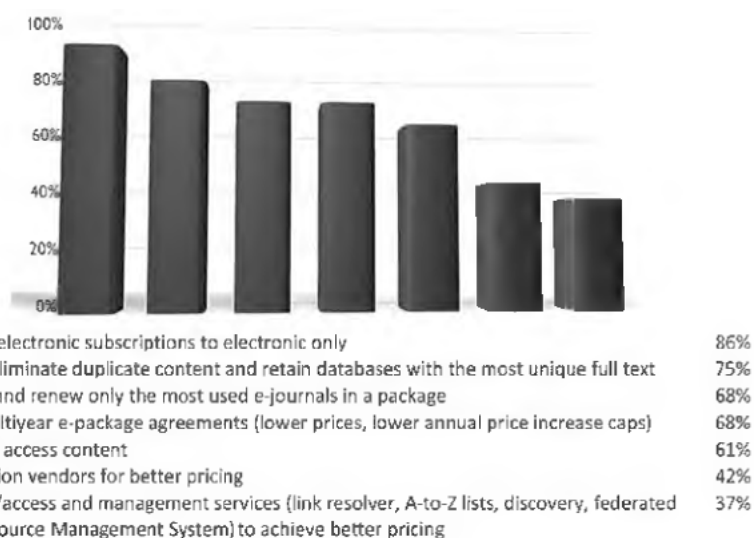 100%
80%
60%
40%
20%
0%
electronic subscriptions to electronic only 86%
liminate duplicate content and retain databases with the most unique full text 75%
and renew only the most used e-journals in a package 68%
ltiyear e-package agreements (lower prices, lower annual price increase caps) 68%
access content 61%
ion vendors for better pricing 42%
/access and management services (link resolver, A-to-Z lists, discovery, federated 37%
ource Management System) to achieve better pricing